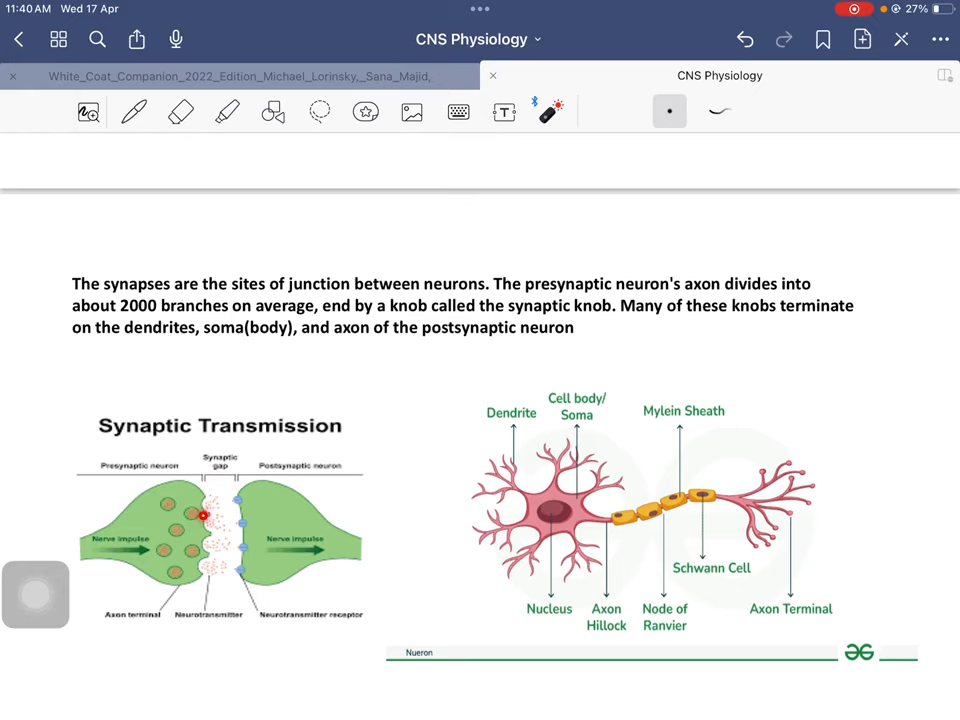 11:40 AM Wed 17 Apr
27%
CNS Physiology
White_Coat_Companion_2022_Edition_Michael_Lorinsky,_Sana_Majid,
CNS Physiology
T
The synapses are the sites of junction between neurons. The presynaptic neuron's axon divides into
about 2000 branches on average, end by a knob called the synaptic knob. Many of these knobs terminate
on the dendrites, soma(body), and axon of the postsynaptic neuron
Synaptic Transmission
Presynaptic neuron
Synaptic
gap
Postsynaptic neuron
Nerve impulse
Nerve impulse
Axon terminal
Neurotransmitter
Neurotransmitter receptor
Dendrite
Cell body/
Soma
Mylein Sheath
Schwann Cell
Nucleus
Axon
Hillock
Node of
Ranvier
Axon Terminal
Nueron